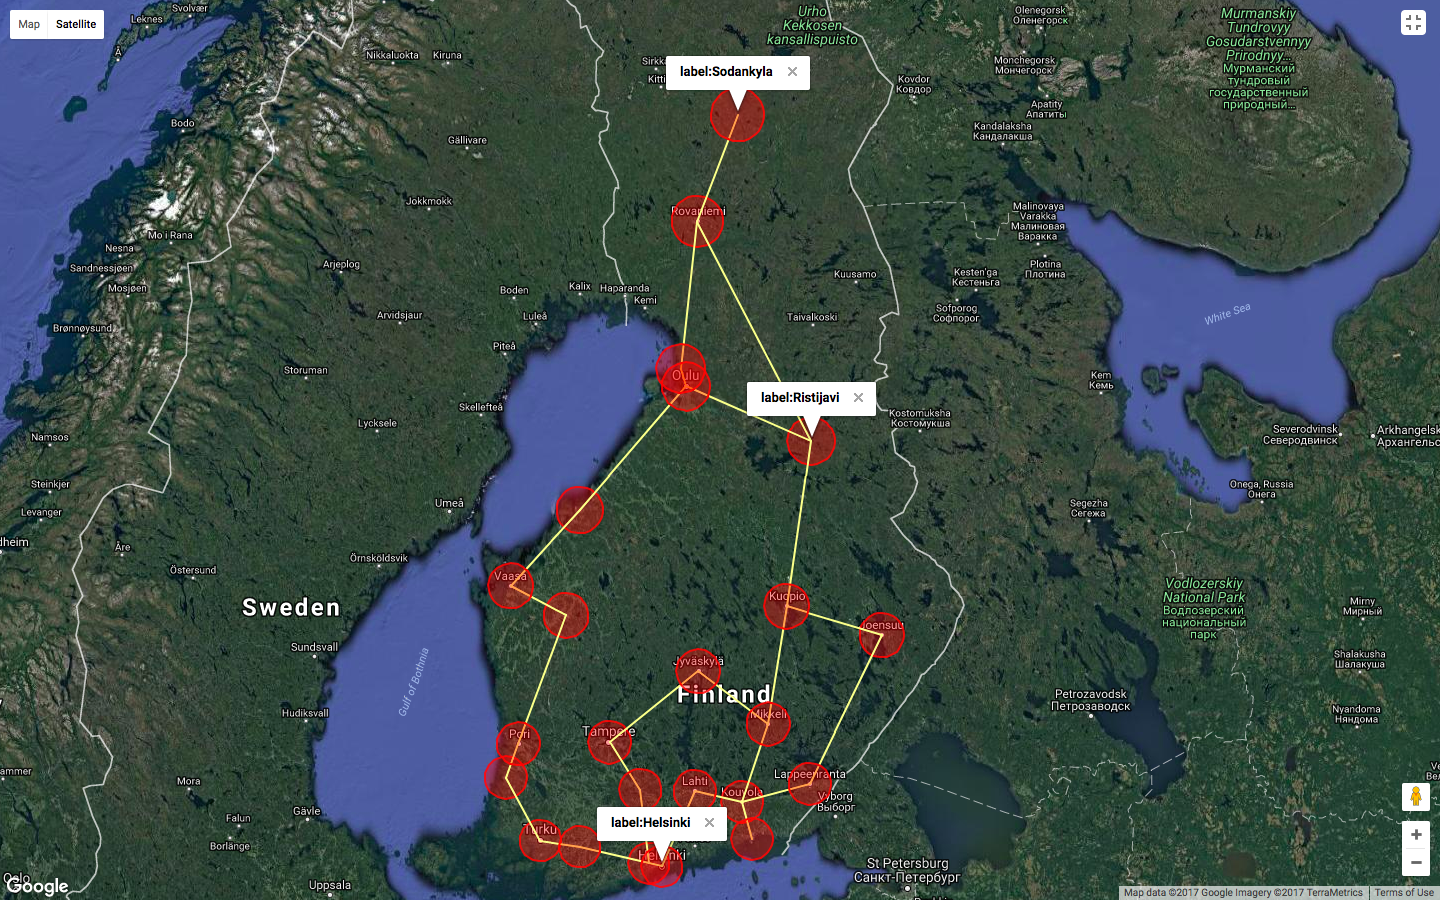 Map
Satellite
Svolvær
Leknes
Å
Nikkaluokta
Kiruna
Urho
Kekkosen
kansallispuisto
Olenegorsk
Оленегорск
Murmanskiy
Tundrovyy
Gosudarstvennyy
Prirodnyy...
Мурманский
тундровый
государственный
природный...
Monchegorsk
Мончегорск
Kovdor
Ковдор
label:Sodankyla
Apatity
Апатиты
Kandalaksha
Кандалакша
Bodo
Gällivare
Jokkmokk
Rovaniemi
Malinovaya
Varakka
Малиновая
Варакка
Mo i Rana
Nesna
Sandnessjøen
Mosjøen
Arjeplog
Kuusamo
Kesten'ga
Кестеньга
Plotina
Плотина
Boden
Kalix
Haparanda
Kemi
Brønnøysund
Arvidsjaur
Luleå
Taivalkoski
Sofporog
Софпорог
White Sea
Piteå
Storuman
Oulu
Kem
Кемь
label:Ristijavi
Skellefteå
Lycksele
Kostomuksha
Костомукша
Namsos
Severodvinsk
Северодвинск
Arkhangelsk
Steinkjer
Levanger
Umeå
Onega, Russia
Онега
Segezha
Сегежа
Åre
Örnsköldsvik
Östersund
Vaasa
Kuopio
Joensuu
Sweden
Vodlozerskiy
National Park
Водлозерский
национальный
парк
Mirny
Мирный
Sundsvall
Gulf of Bothnia
Jyväskylä
Finland
Shalakusha
Шалакуша
Petrozavodsk
Петрозаводск
Hudiksvall
Mikkeli
Nyandoma
Няндома
Pori
Tampere
Mora
Lahti
Lappeenranta
Kouvola
Vyborg
Выборг
Gävle
Falun
Borlänge
label:Helsinki
Turku
Helsinki
St Petersburg
Санкт-Петербург
Oslo
Uppsala
Google
Map data ©2017 Google Imagery ©2017 TerraMetrics
Terms of Use